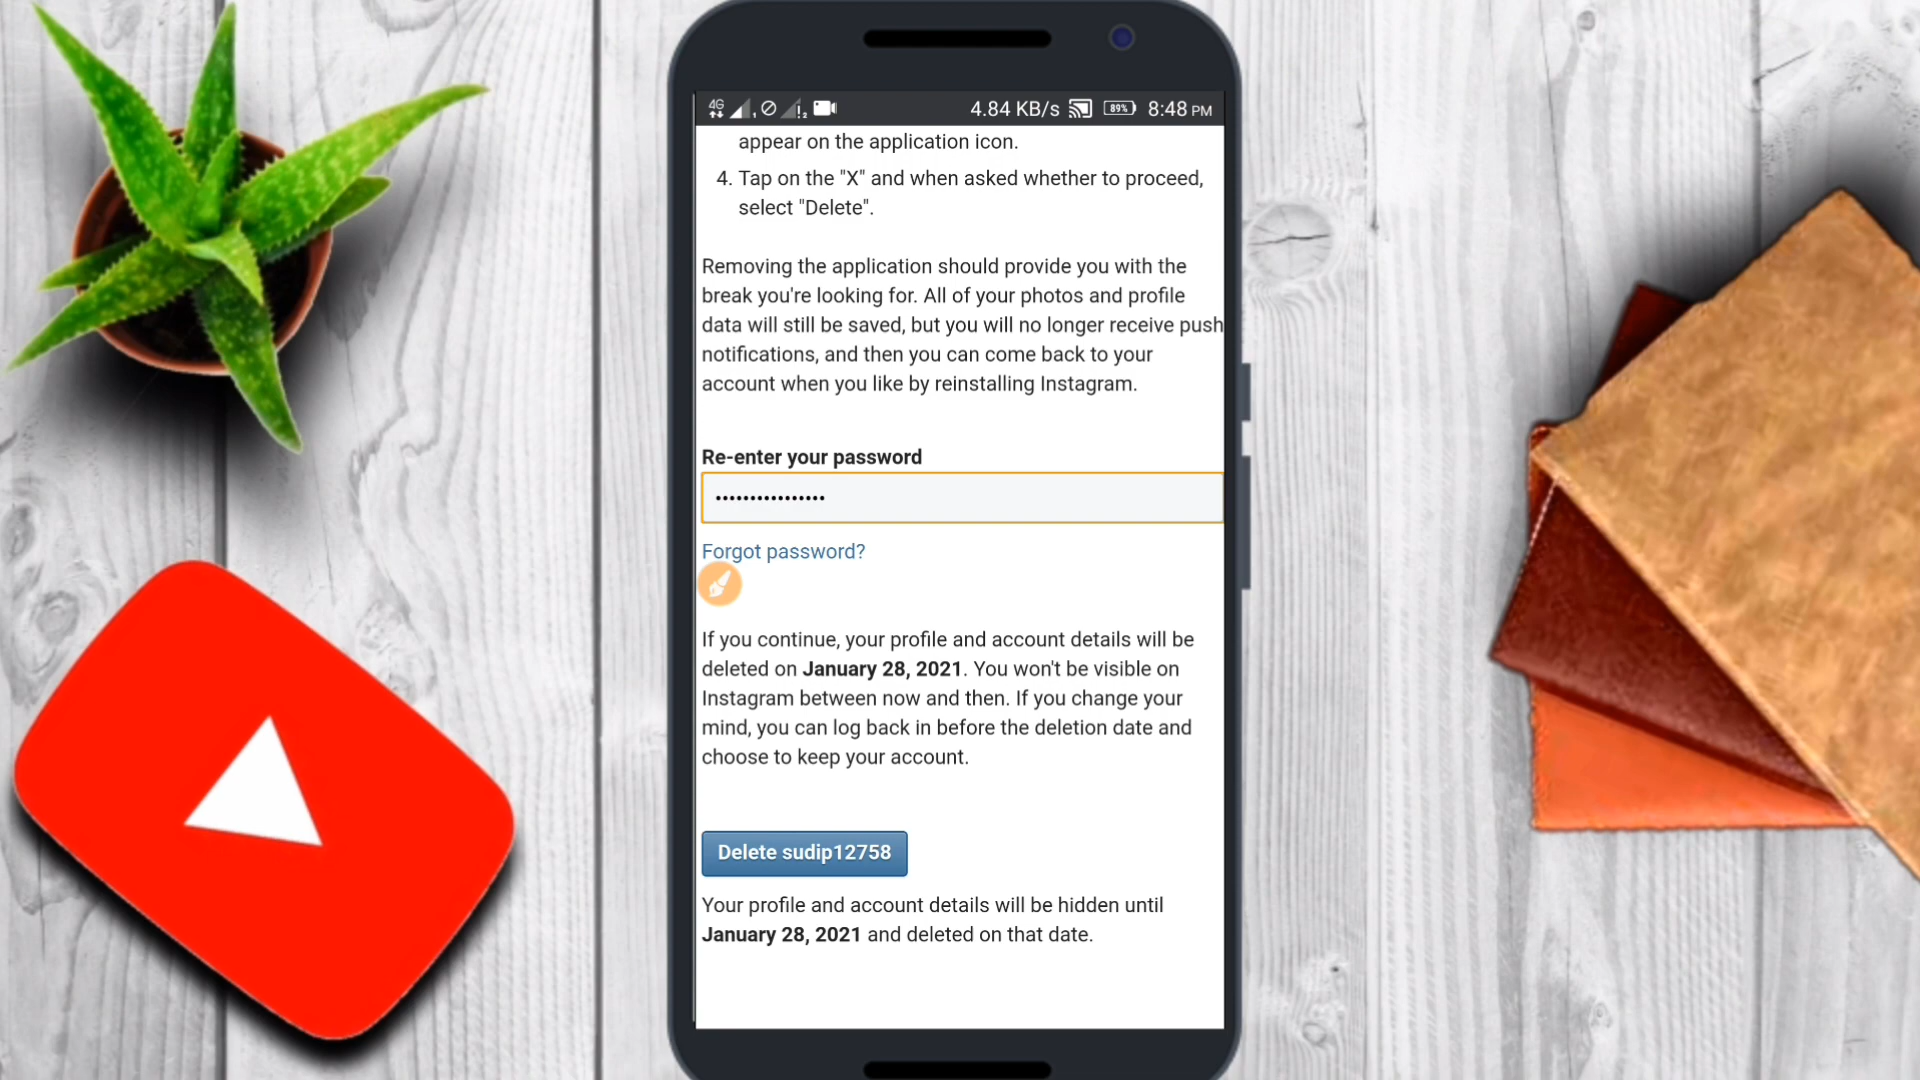 4G 1 2 4.84 KB/s 89% 8:48 PM
appear on the application icon.
4. Tap on the "X" and when asked whether to proceed,
select "Delete".
Removing the application should provide you with the
break you're looking for. All of your photos and profile
data will still be saved, but you will no longer receive push
notifications, and then you can come back to your
account when you like by reinstalling Instagram.
Re-enter your password
••••••••••••••••
Forgot password?
If you continue, your profile and account details will be
deleted on January 28, 2021. You won't be visible on
Instagram between now and then. If you change your
mind, you can log back in before the deletion date and
choose to keep your account.
Delete sudip12758
Your profile and account details will be hidden until
January 28, 2021 and deleted on that date.